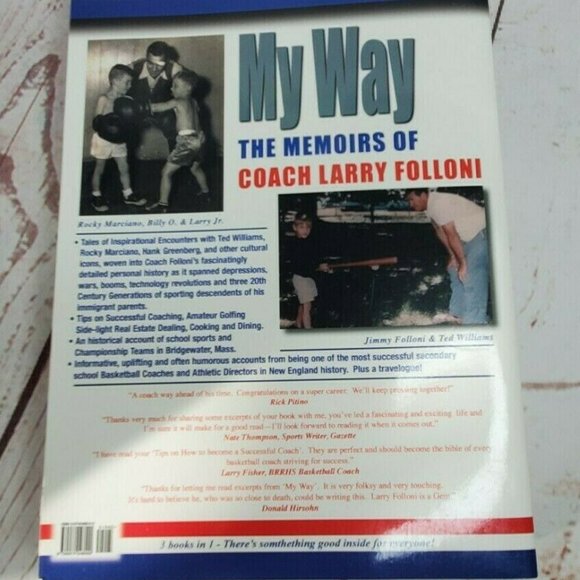 My Way
THE MEMOIRS OF
COACH LARRY FOLLONI
Rocky Marciano, Billy O. & Larry Jr.
• Tales of Inspirational Encounters with Ted Williams,
Rocky Marciano, Hank Greenberg, and other cultural
icons, woven into Coach Folloni's fascinatingly
detailed personal history as it spanned depressions,
wars, booms, technology revolutions and three 20th
Century Generations of sporting descendents of his
immigrant parents.
• Tips on Successful Coaching, Amateur Golfing
Side-light Real Estate Dealing, Cooking and Dining.
• An historical account of school sports and
Championship Teams in Bridgewater, Mass.
Jimmy Folloni & Ted Williams
• Informative, uplifting and often humorous accounts from being one of the most successful sacondary
school Basketball Coaches and Athletic Directors in New England history. Plus a travelogue!
"A coach way ahead of his time. Congratulations on a super career. We'll keep pressing together!"
Rick Pitino
"Thanks very much for sharing some excerpts of your book with me, you've led a fascinating and exciting life and
I'm sure it will make for a good read—I'll look forward to reading it when it comes out."
Nate Thompson, Sports Writer, Gazette
"I have read your 'Tips on How to become a Successful Coach'. They are perfect and should become the bible of every
basketball coach striving for success."
Larry Fisher, BRRHS Basketball Coach
"Thanks for letting me read excerpts from 'My Way'. It is very folksy and very touching.
It's hard to believe he, who was so close to death, could be writing this. Larry Folloni is a Gem."
Donald Hirsohn
3 books in 1 - There's somthething good inside for everyone!